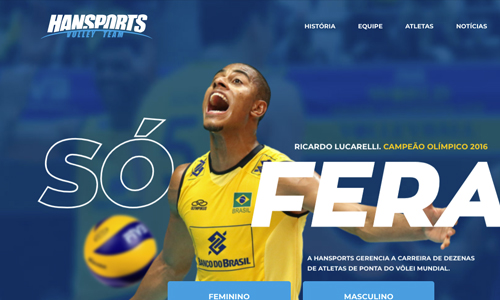 HANSPORTS
VOLLEY TEAM
HISTÓRIA EQUIPE ATLETAS NOTÍCIAS
RICARDO LUCARELLI. CAMPEÃO OLÍMPICO 2016
SÓ
FERA
BRASIL
BANCO DO BRASIL
A HANSPORTS GERENCIA A CARREIRA DE DEZENAS
DE ATLETAS DE PONTA DO VÔLEI MUNDIAL.
FEMININO MASCULINO